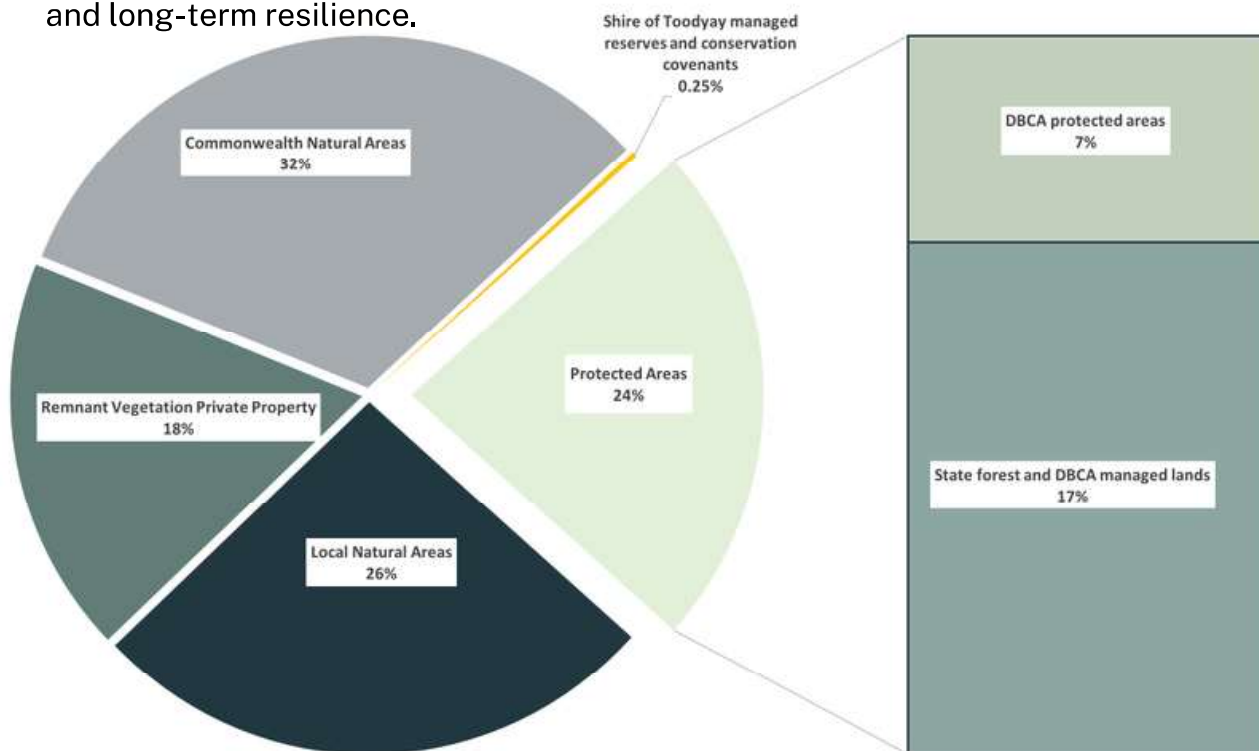 and long-term resilience.
Shire of Toodyay managed
reserves and conservation
covenants
0.25%
Commonwealth Natural Areas
32%
DBCA protected areas
7%
Protected Areas
24%
Remnant Vegetation Private Property
18%
State forest and DBCA managed lands
17%
Local Natural Areas
26%